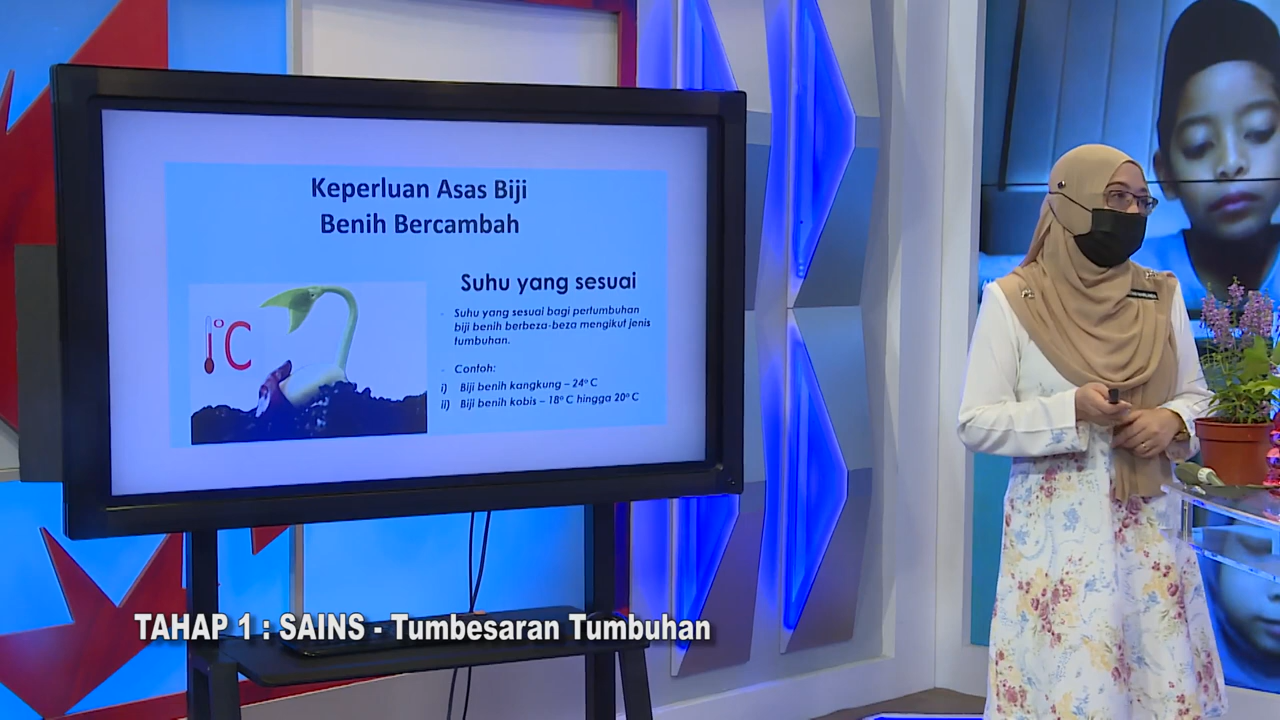 Keperluan Asas Biji
Benih Bercambah
Suhu yang sesuai
°C
Suhu yang sesuai bagi pertumbuhan
biji benih berbeza-beza mengikut jenis
tumbuhan.
Contoh:
i) Biji benih kangkung – 24° C
ii) Biji benih kobis – 18° C hingga 20° C
TAHAP 1 : SAINS - Tumbesaran Tumbuhan